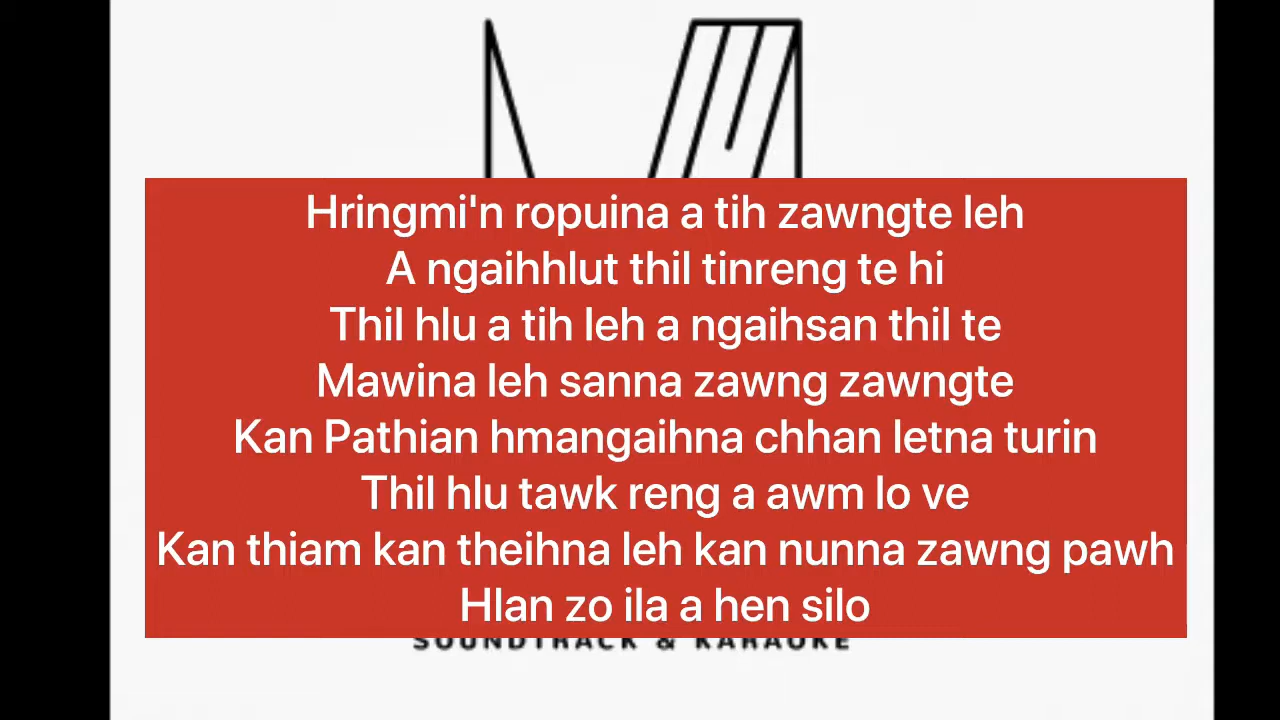 Hringmi'n ropuina a tih zawngte leh
A ngaihhlut thil tinreng te hi
Thil hlu a tih leh a ngaihsan thil te
Mawina leh sanna zawng zawngte
Kan Pathian hmangaihna chhan letna turin
Thil hlu tawk reng a awm lo ve
Kan thiam kan theihna leh kan nunna zawng pawh
Hlan zo ila a hen silo
SOUNDTRACK & KARAOKE